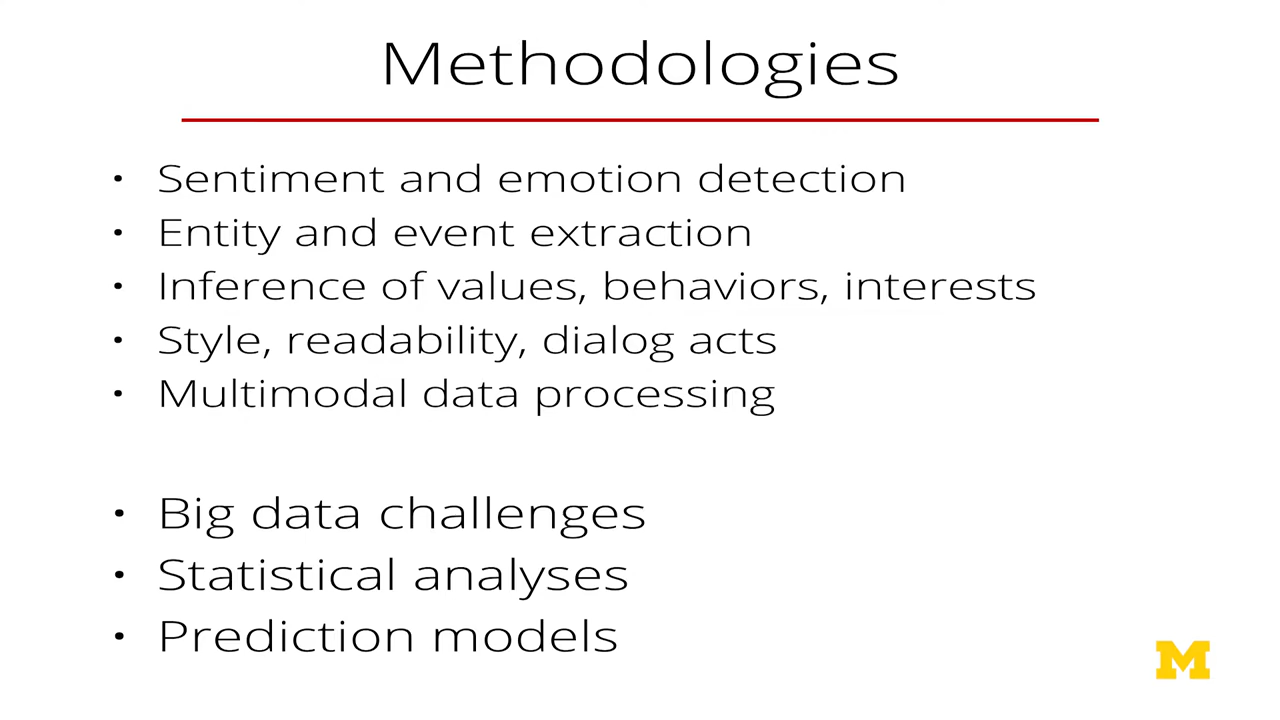 Methodologies
• Sentiment and emotion detection
• Entity and event extraction
• Inference of values, behaviors, interests
• Style, readability, dialog acts
• Multimodal data processing
• Big data challenges
• Statistical analyses
• Prediction models
M